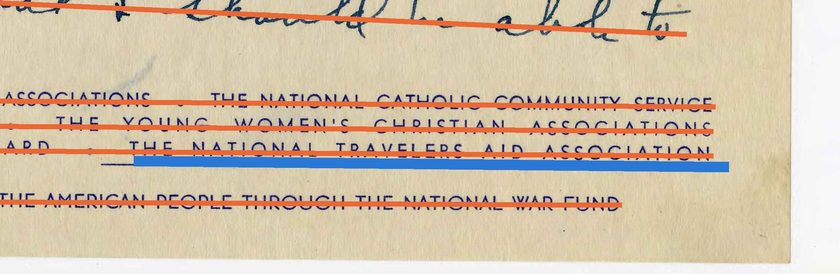 & I should be able to
ASSOCIATIONS • THE NATIONAL CATHOLIC COMMUNITY SERVICE
• THE YOUNG WOMEN'S CHRISTIAN ASSOCIATIONS
ARD • THE NATIONAL TRAVELERS AID ASSOCIATION
THE AMERICAN PEOPLE THROUGH THE NATIONAL WAR FUND